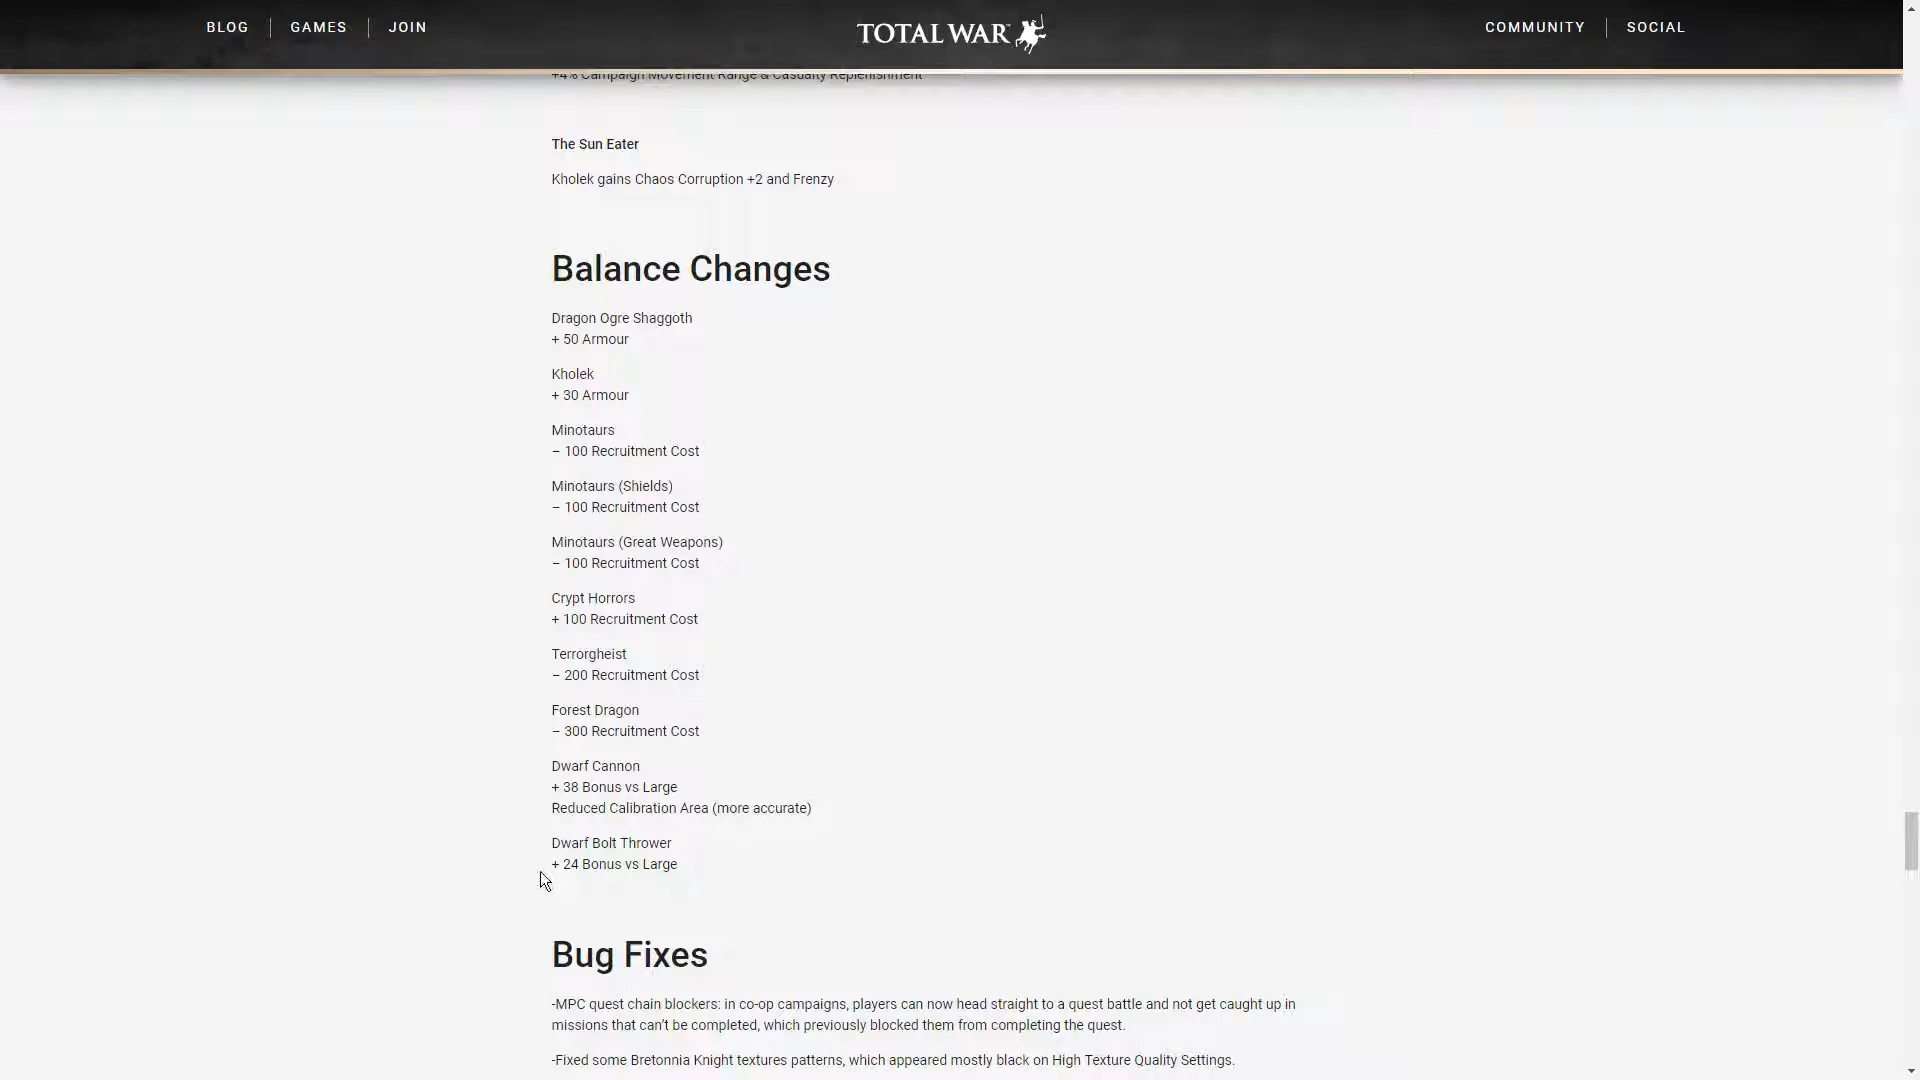 BLOG GAMES JOIN TOTAL WAR COMMUNITY SOCIAL
+4% Campaign Movement Range & Casualty Replenishment
The Sun Eater
Kholek gains Chaos Corruption +2 and Frenzy
Balance Changes
Dragon Ogre Shaggoth
+ 50 Armour
Kholek
+ 30 Armour
Minotaurs
– 100 Recruitment Cost
Minotaurs (Shields)
– 100 Recruitment Cost
Minotaurs (Great Weapons)
– 100 Recruitment Cost
Crypt Horrors
+ 100 Recruitment Cost
Terrorgheist
– 200 Recruitment Cost
Forest Dragon
– 300 Recruitment Cost
Dwarf Cannon
+ 38 Bonus vs Large
Reduced Calibration Area (more accurate)
Dwarf Bolt Thrower
+ 24 Bonus vs Large
Bug Fixes
-MPC quest chain blockers: in co-op campaigns, players can now head straight to a quest battle and not get caught up in
missions that can’t be completed, which previously blocked them from completing the quest.
-Fixed some Bretonnia Knight textures patterns, which appeared mostly black on High Texture Quality Settings.